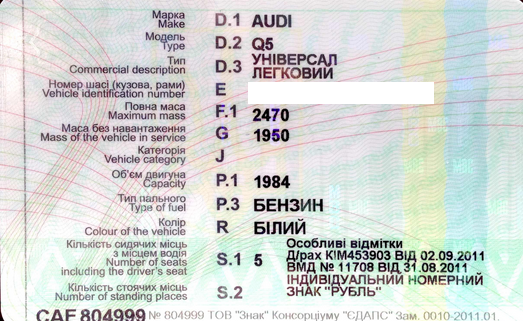 Марка
Make D.1 AUDI
Модель
Type D.2 Q5
Тип
Commercial description D.3 УНІВЕРСАЛ
ЛЕГКОВИЙ
Номер шасі (кузова, рами)
Vehicle identification number E
Повна маса
Maximum mass F.1 2470
Маса без навантаження
Mass of the vehicle in service G 1950
Категорія
Vehicle category J
Об'єм двигуна
Capacity P.1 1984
Тип пального
Type of fuel P.3 БЕНЗИН
Колір
Colour of the vehicle R БІЛИЙ
Кількість сидячих місць
з місцем водія
Number of seats
including the driver's seat S.1 5
Кількість стоячих місць
Number of standing places S.2
Особливі відмітки
Д/рах КІМ453903 ВІД 02.09.2011
ВМД № 11708 ВІД 31.08.2011
ІНДИВІДУАЛЬНИЙ НОМЕРНИЙ
ЗНАК "РУБЛЬ"
САЕ 804999 № 804999 ТОВ "Знак" Консорціуму "ЄДАПС" Зам. 0010-2011.01.